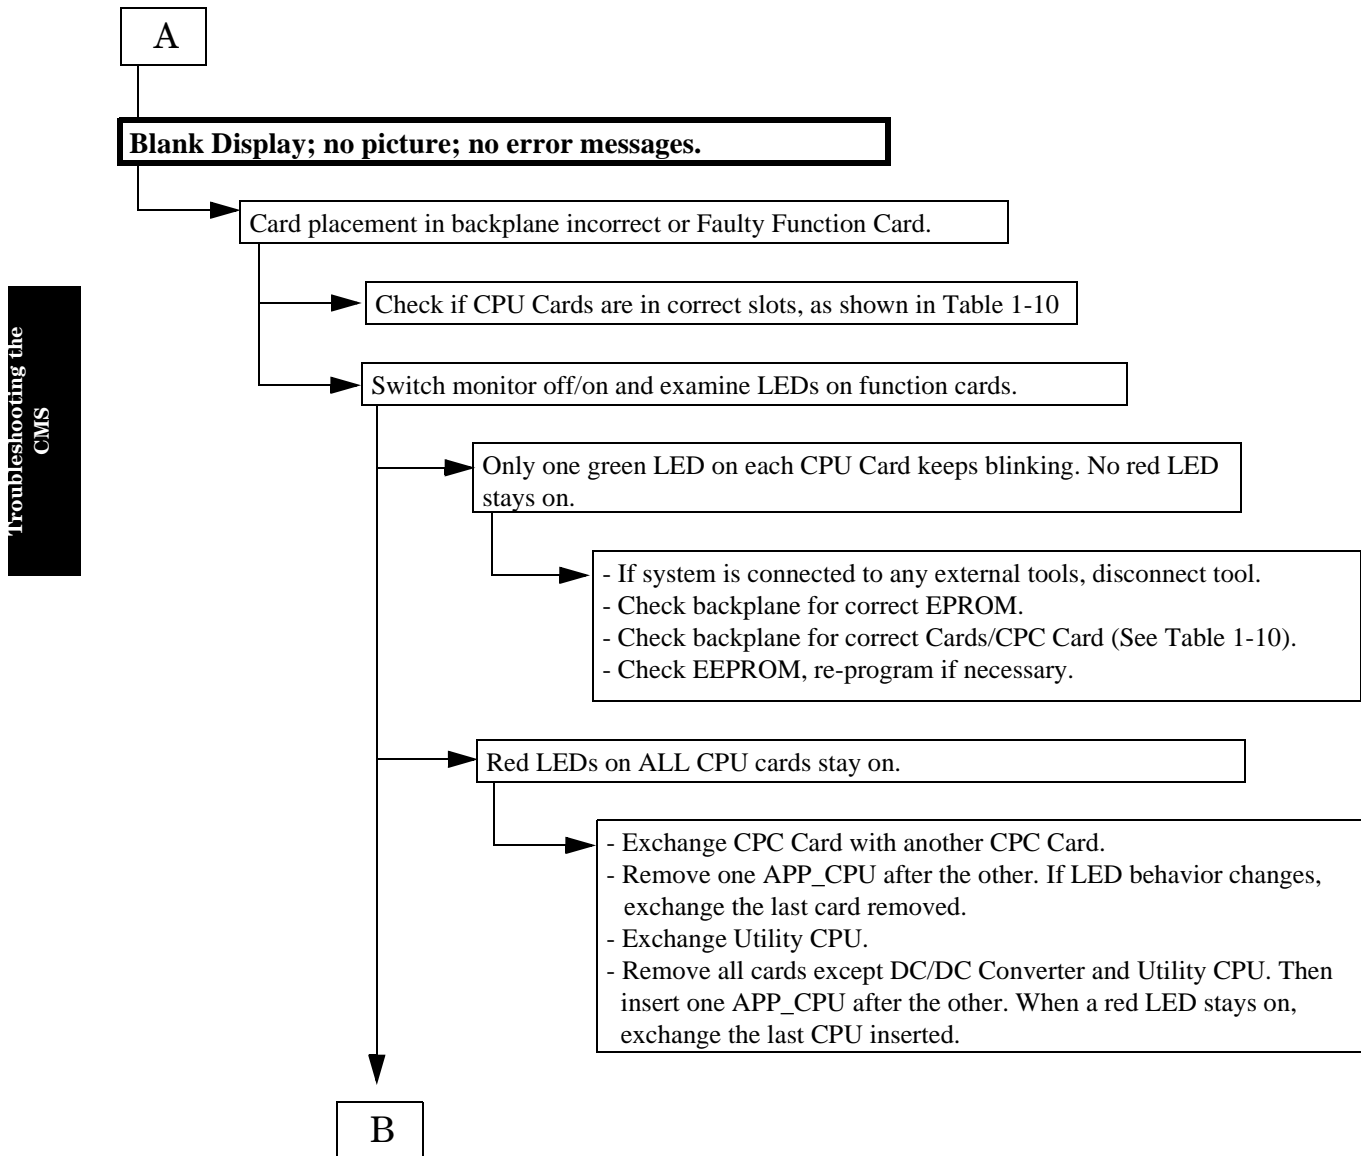 A
Blank Display; no picture; no error messages.
Card placement in backplane incorrect or Faulty Function Card.
Check if CPU Cards are in correct slots, as shown in Table 1-10
Troubleshooting the
CMS
Switch monitor off/on and examine LEDs on function cards.
Only one green LED on each CPU Card keeps blinking. No red LED
stays on.
- If system is connected to any external tools, disconnect tool.
- Check backplane for correct EPROM.
- Check backplane for correct Cards/CPC Card (See Table 1-10).
- Check EEPROM, re-program if necessary.
Red LEDs on ALL CPU cards stay on.
- Exchange CPC Card with another CPC Card.
- Remove one APP_CPU after the other. If LED behavior changes,
exchange the last card removed.
- Exchange Utility CPU.
- Remove all cards except DC/DC Converter and Utility CPU. Then
insert one APP_CPU after the other. When a red LED stays on,
exchange the last CPU inserted.
B